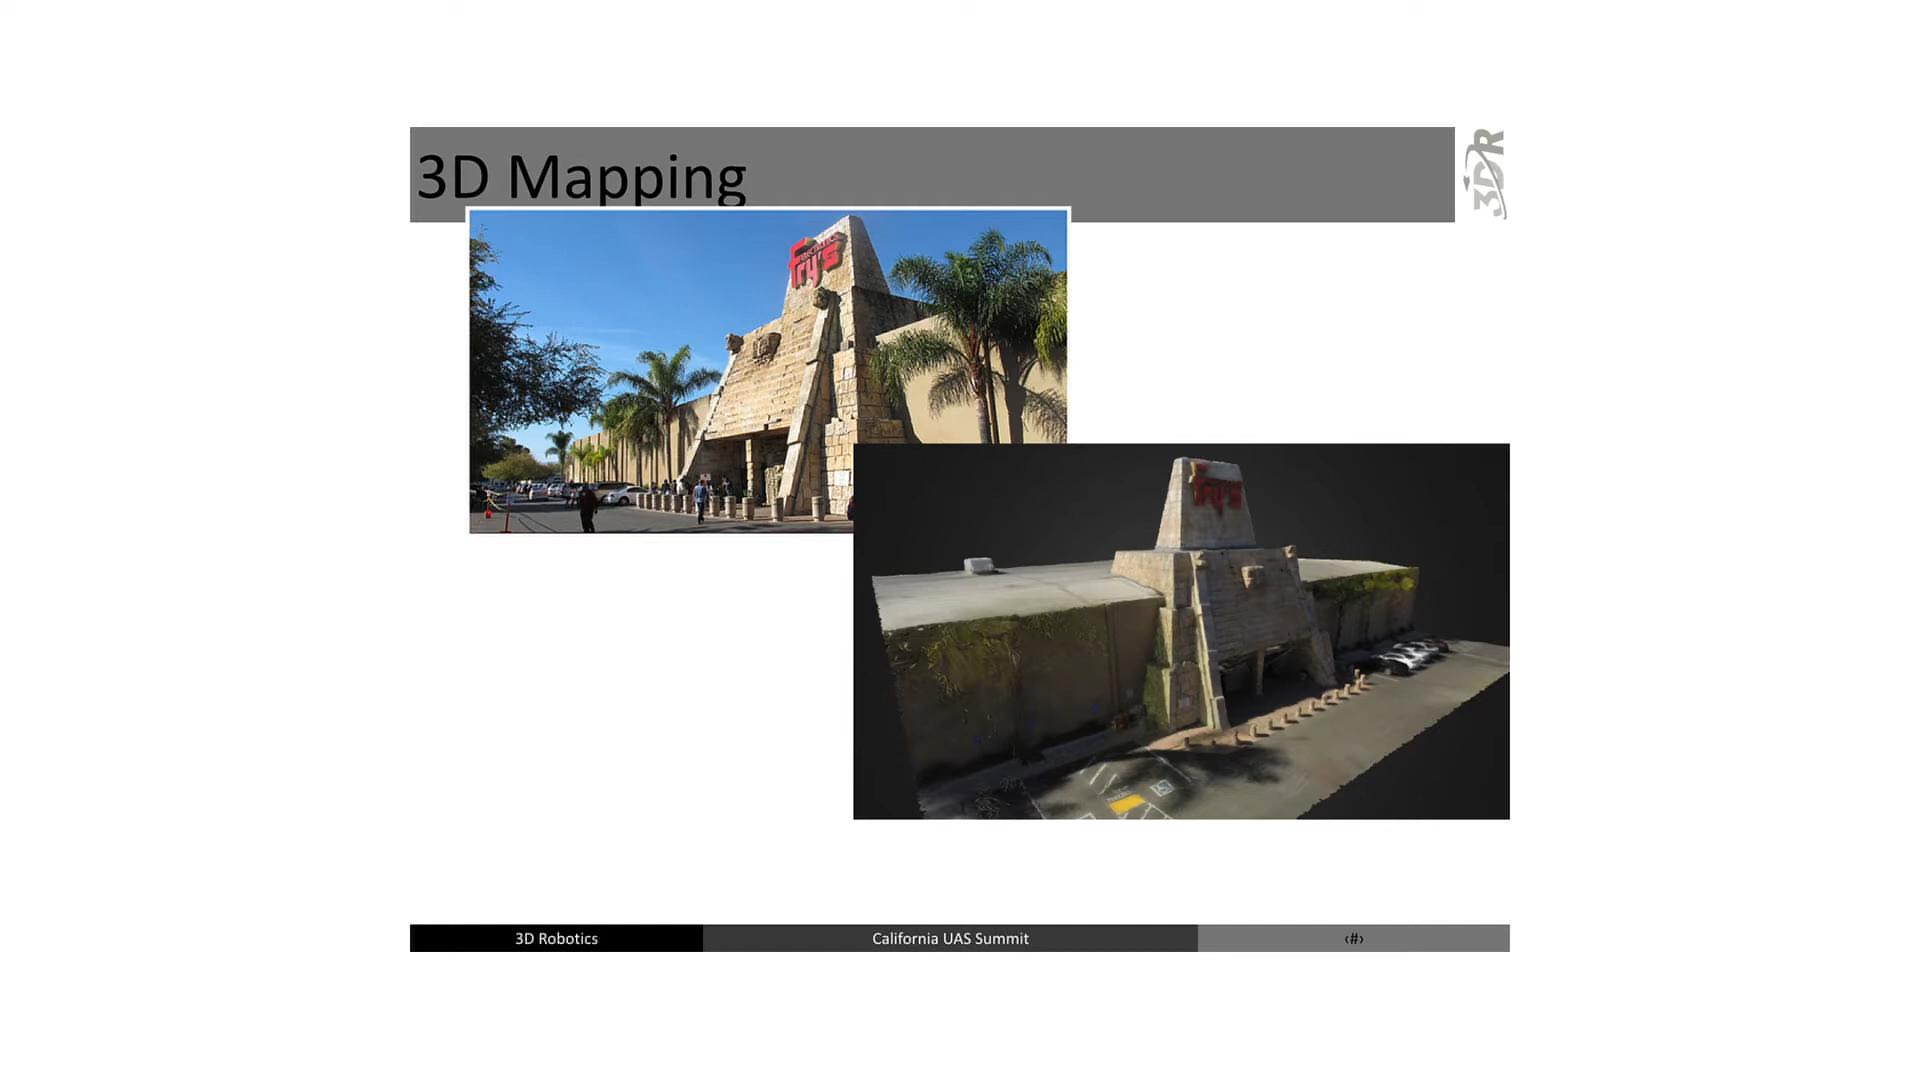 3D Mapping
3DR
fry's
fry's
3D Robotics
California UAS Summit
‹#›